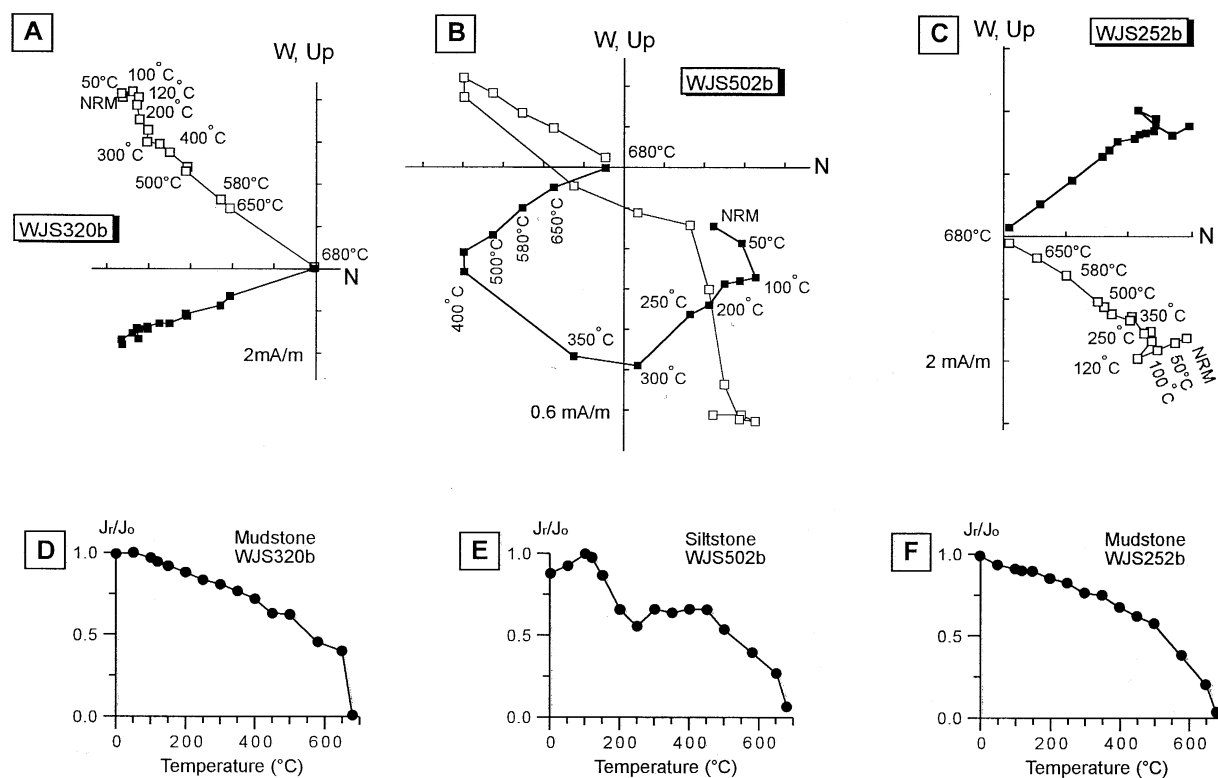 A
W, Up
50°C
100°C
120°C
NRM
200°C
300°C
400°C
500°C
580°C
650°C
WJS320b
680°C
N
2mA/m
B
W, Up
WJS502b
680°C
N
650°C
580°C
500°C
400°C
NRM
50°C
100°C
250°C
200°C
350°C
300°C
0.6 mA/m
C
W, Up
WJS252b
N
680°C
650°C
580°C
500°C
350°C
250°C
120°C
100°C
50°C
NRM
2 mA/m
D
Jr/Jo
Mudstone
WJS320b
1.0
0.5
0.0
0 200 400 600
Temperature (°C)
E
Jr/Jo
Siltstone
WJS502b
1.0
0.5
0.0
0 200 400 600
Temperature (°C)
F
Jr/Jo
Mudstone
WJS252b
1.0
0.5
0.0
0 200 400 600
Temperature (°C)